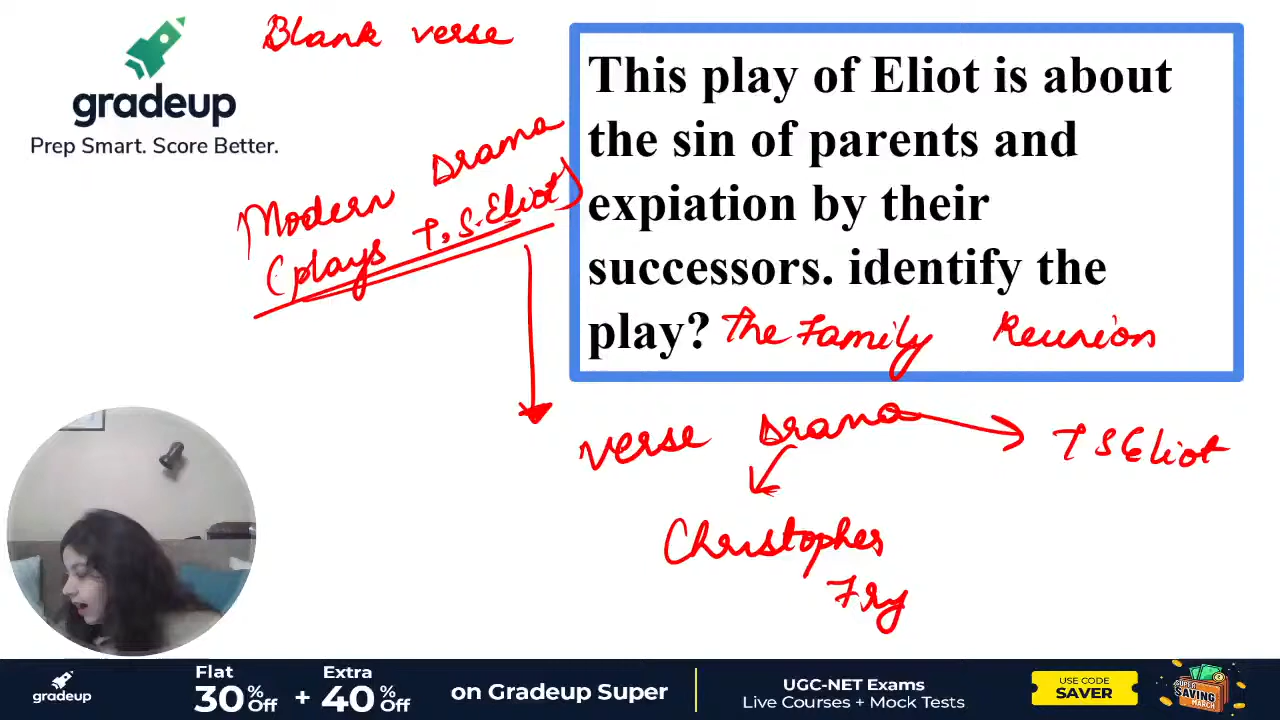 Blank verse
gradeup
Prep Smart. Score Better.
Modern Drama
(plays T. S. Eliot)
This play of Eliot is about
the sin of parents and
expiation by their
successors. identify the
play? The Family Reunion
verse Drama
T S Eliot
Christopher
Fry
gradeup
Flat
30% Off
+
Extra
40% Off
on Gradeup Super
UGC-NET Exams
Live Courses + Mock Tests
USE CODE
SAVER
SUPER
SAVING
MARCH